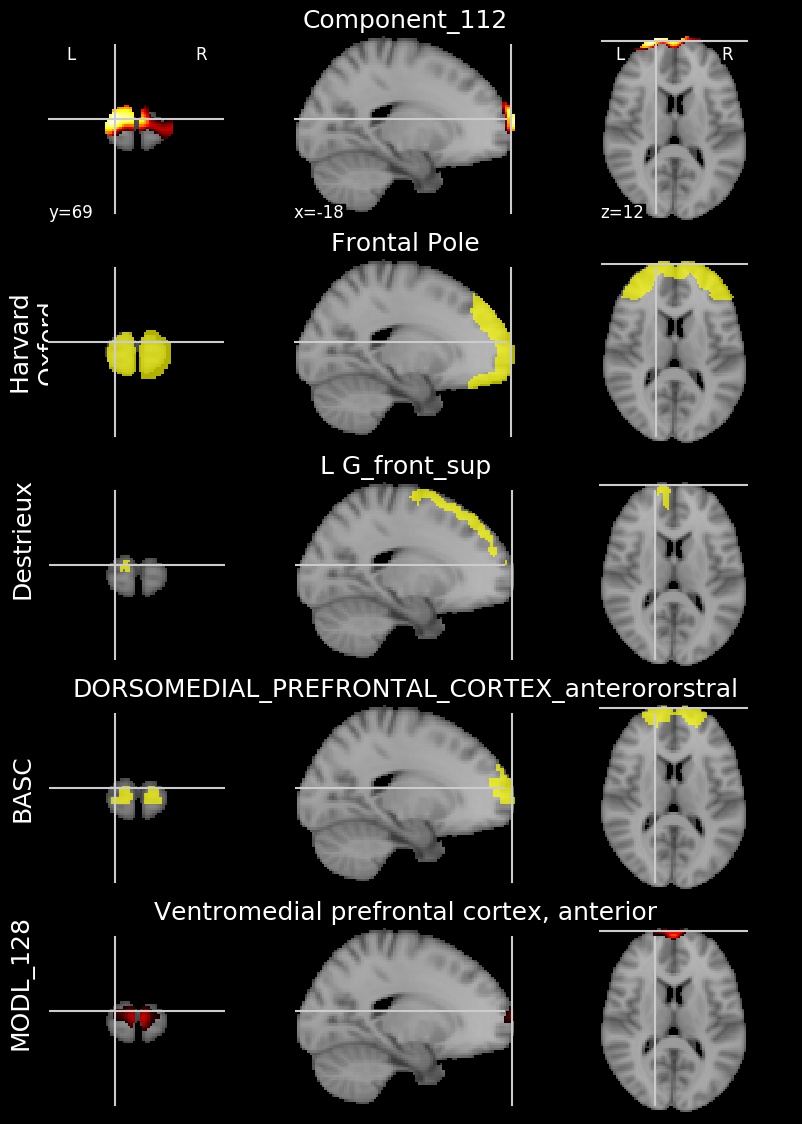 Component_112
L R L R
y=69 x=-18 z=12
Frontal Pole
Harvard
L G_front_sup
Destrieux
DORSOMEDIAL_PREFRONTAL_CORTEX_anterororstral
BASC
Ventromedial prefrontal cortex, anterior
MODL_128